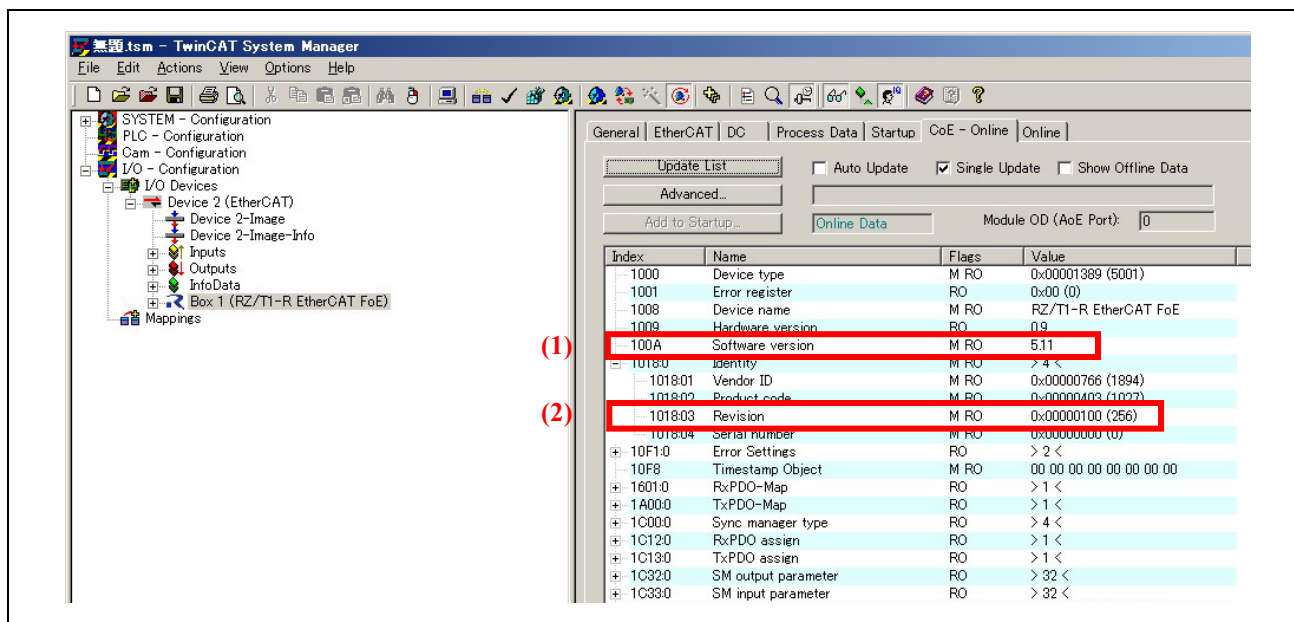 無題.tsm - TwinCAT System Manager
File Edit Actions View Options Help
SYSTEM - Configuration
PLC - Configuration
Cam - Configuration
I/O - Configuration
I/O Devices
Device 2 (EtherCAT)
Device 2-Image
Device 2-Image-Info
Inputs
Outputs
InfoData
Box 1 (RZ/T1-R EtherCAT FoE)
Mappings
General EtherCAT DC Process Data Startup CoE - Online Online
Update List Auto Update Single Update Show Offline Data
Advanced...
Add to Startup... Online Data Module OD (AoE Port): 0
Index Name Flags Value
1000 Device type M RO 0x00001389 (5001)
1001 Error register RO 0x00 (0)
1008 Device name M RO RZ/T1-R EtherCAT FoE
1009 Hardware version RO 0.9
(1) 100A Software version M RO 5.11
1018:0 Identity M RO > 4 <
1018:01 Vendor ID M RO 0x00000766 (1894)
1018:02 Product code M RO 0x00000403 (1027)
(2) 1018:03 Revision M RO 0x00000100 (256)
1018:04 Serial number M RO 0x00000000 (0)
10F1:0 Error Settings RO > 2 <
10F8 Timestamp Object M RO 00 00 00 00 00 00 00 00
1601:0 RxPDO-Map RO > 1 <
1A00:0 TxPDO-Map RO > 1 <
1C00:0 Sync manager type RO > 4 <
1C12:0 RxPDO assign RO > 1 <
1C13:0 TxPDO assign RO > 1 <
1C32:0 SM output parameter RO > 32 <
1C33:0 SM input parameter RO > 32 <